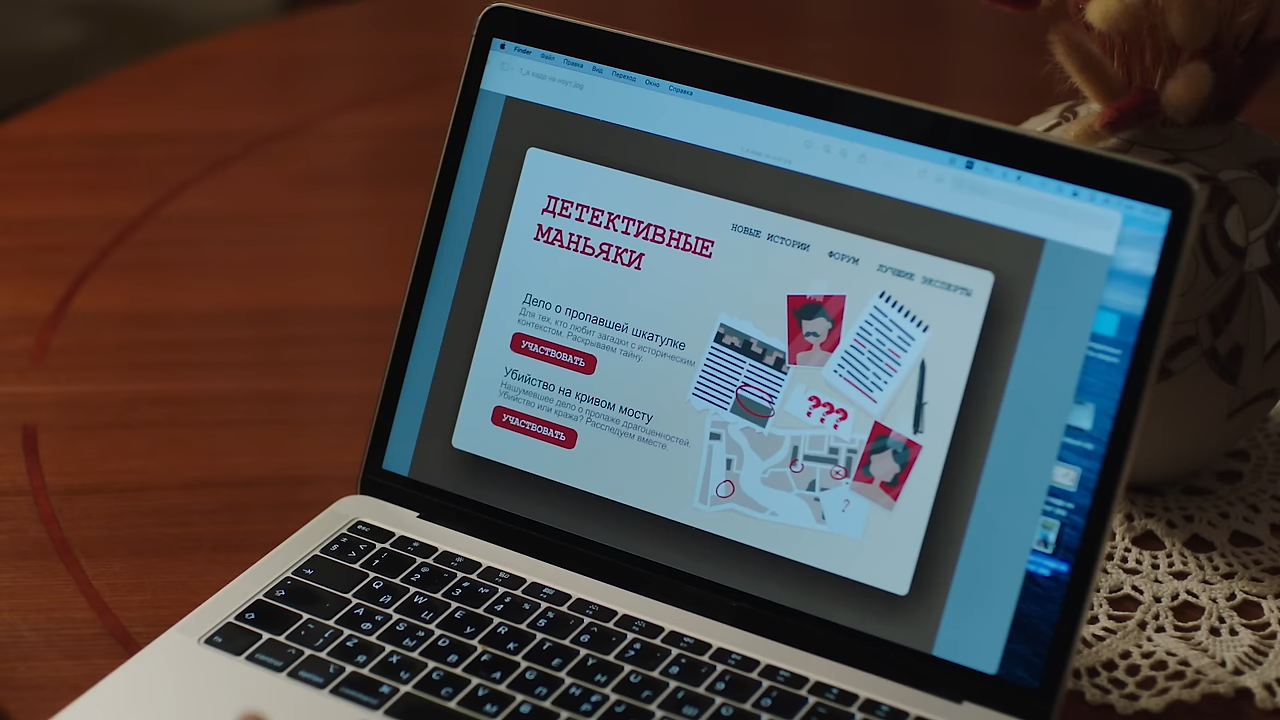 Finder Файл Правка Вид Переход Окно Справка
ДЕТЕКТИВНЫЕ
МАНЬЯКИ
НОВЫЕ ИСТОРИИ ФОРУМ ЛУЧШИЕ ЭКСПЕРТЫ
Дело о пропавшей шкатулке
Для тех, кто любит загадки с историческим
контекстом. Раскрываем тайну.
УЧАСТВОВАТЬ
Убийство на кривом мосту
Нашумевшее дело о пропаже драгоценностей.
Убийство или кража? Расследуем вместе.
УЧАСТВОВАТЬ
???
?
esc